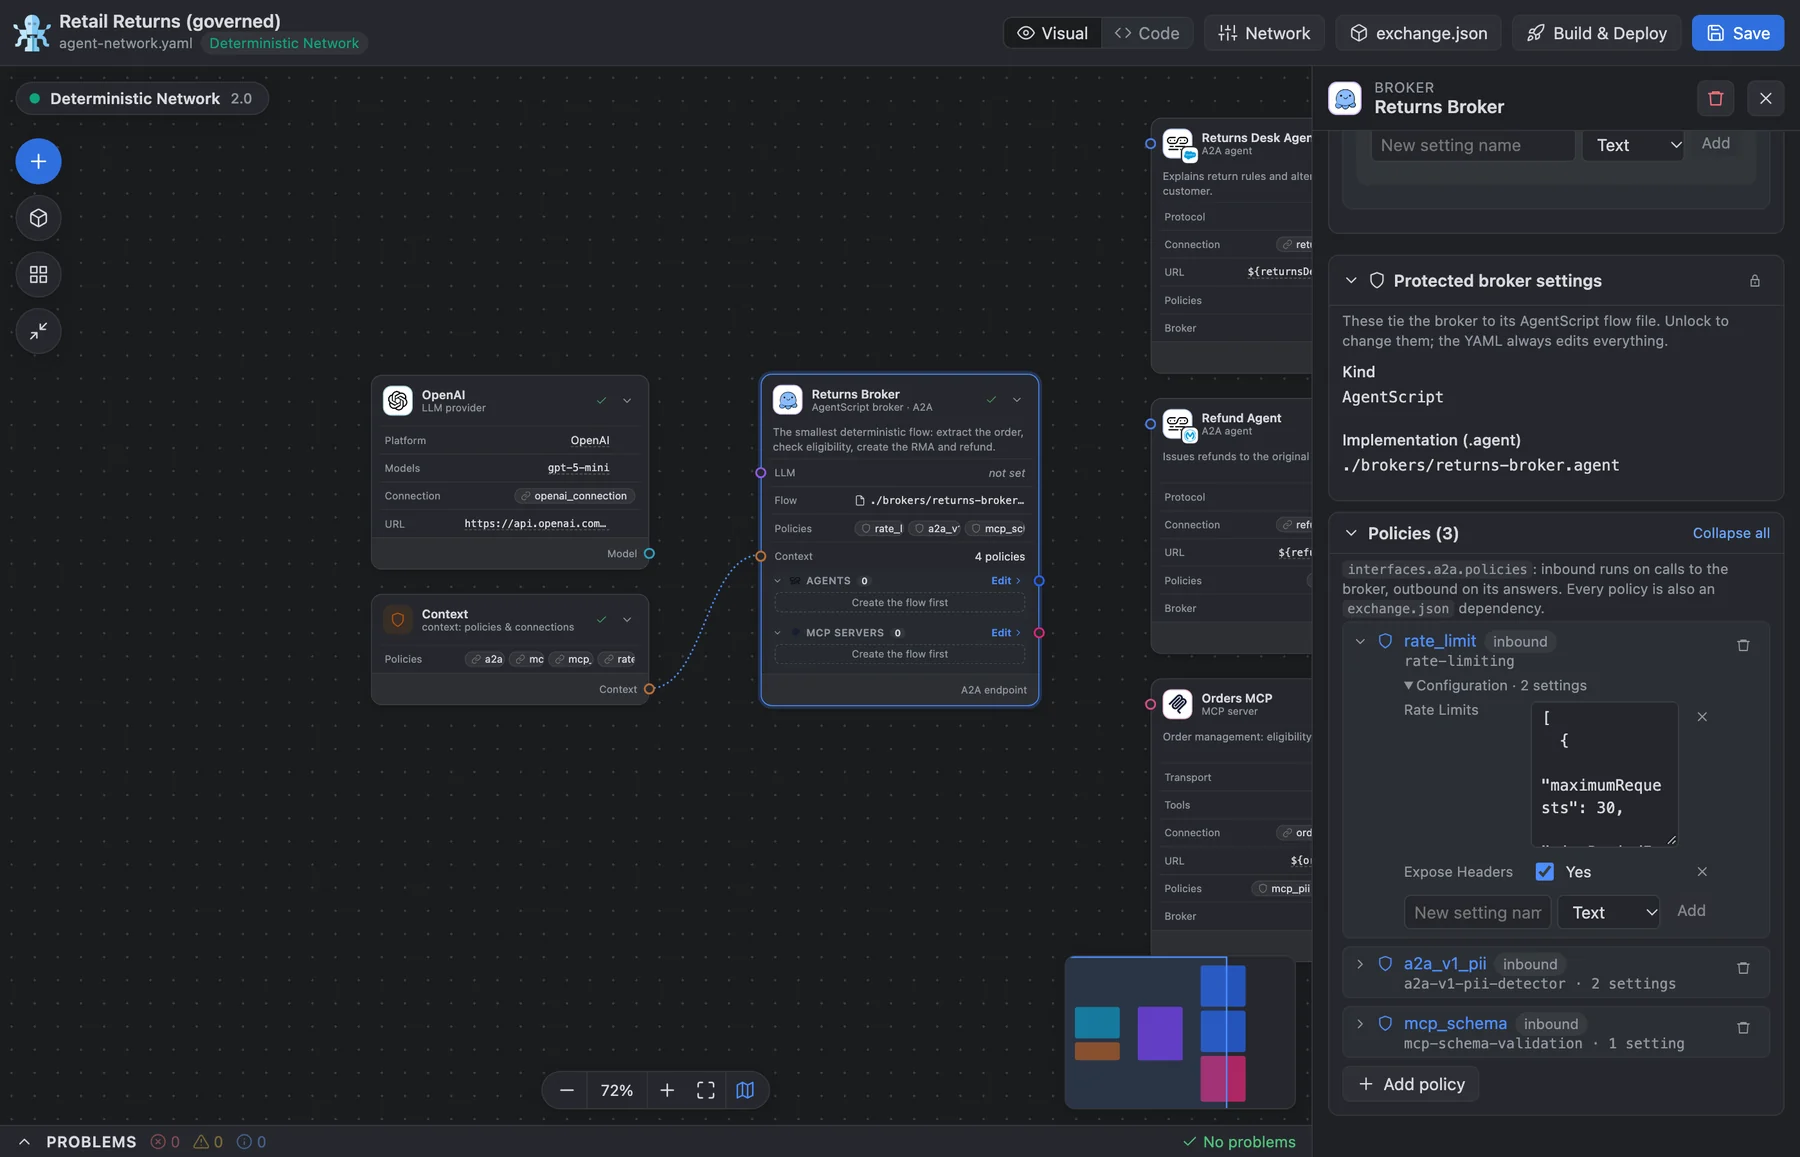 Retail Returns (governed)
agent-network.yaml Deterministic Network
Visual
Code
Network
exchange.json
Build & Deploy
Save
Deterministic Network 2.0
OpenAI
LLM provider
Platform OpenAI
Models gpt-5-mini
Connection openai_connection
URL https://api.openai.com…
Model
Context
context: policies & connections
Policies a2a mc mcp_ rate
Context
Returns Broker
AgentScript broker · A2A
The smallest deterministic flow: extract the order,
check eligibility, create the RMA and refund.
LLM not set
Flow ./brokers/returns-broker…
Policies rate_l a2a_v mcp_sc
Context 4 policies
AGENTS 0 Edit
Create the flow first
MCP SERVERS 0 Edit
Create the flow first
A2A endpoint
Returns Desk Agen
A2A agent
Explains return rules and alte
customer.
Protocol
Connection retu
URL ${returnsDe
Policies
Broker
Refund Agent
A2A agent
Issues refunds to the original
Protocol
Connection refu
URL ${refu
Policies
Broker
Orders MCP
MCP server
Order management: eligibility
Transport
Tools
Connection ord
URL ${or
Policies mcp_pii
Broker
72%
PROBLEMS 0 0 0
No problems
BROKER
Returns Broker
New setting name Text Add
Protected broker settings
These tie the broker to its AgentScript flow file. Unlock to
change them; the YAML always edits everything.
Kind
AgentScript
Implementation (.agent)
./brokers/returns-broker.agent
Policies (3) Collapse all
interfaces.a2a.policies: inbound runs on calls to the
broker, outbound on its answers. Every policy is also an
exchange.json dependency.
rate_limit inbound
rate-limiting
Configuration · 2 settings
Rate Limits
[
{
"maximumReque
sts": 30,
Expose Headers Yes
New setting nam Text Add
a2a_v1_pii inbound
a2a-v1-pii-detector · 2 settings
mcp_schema inbound
mcp-schema-validation · 1 setting
Add policy